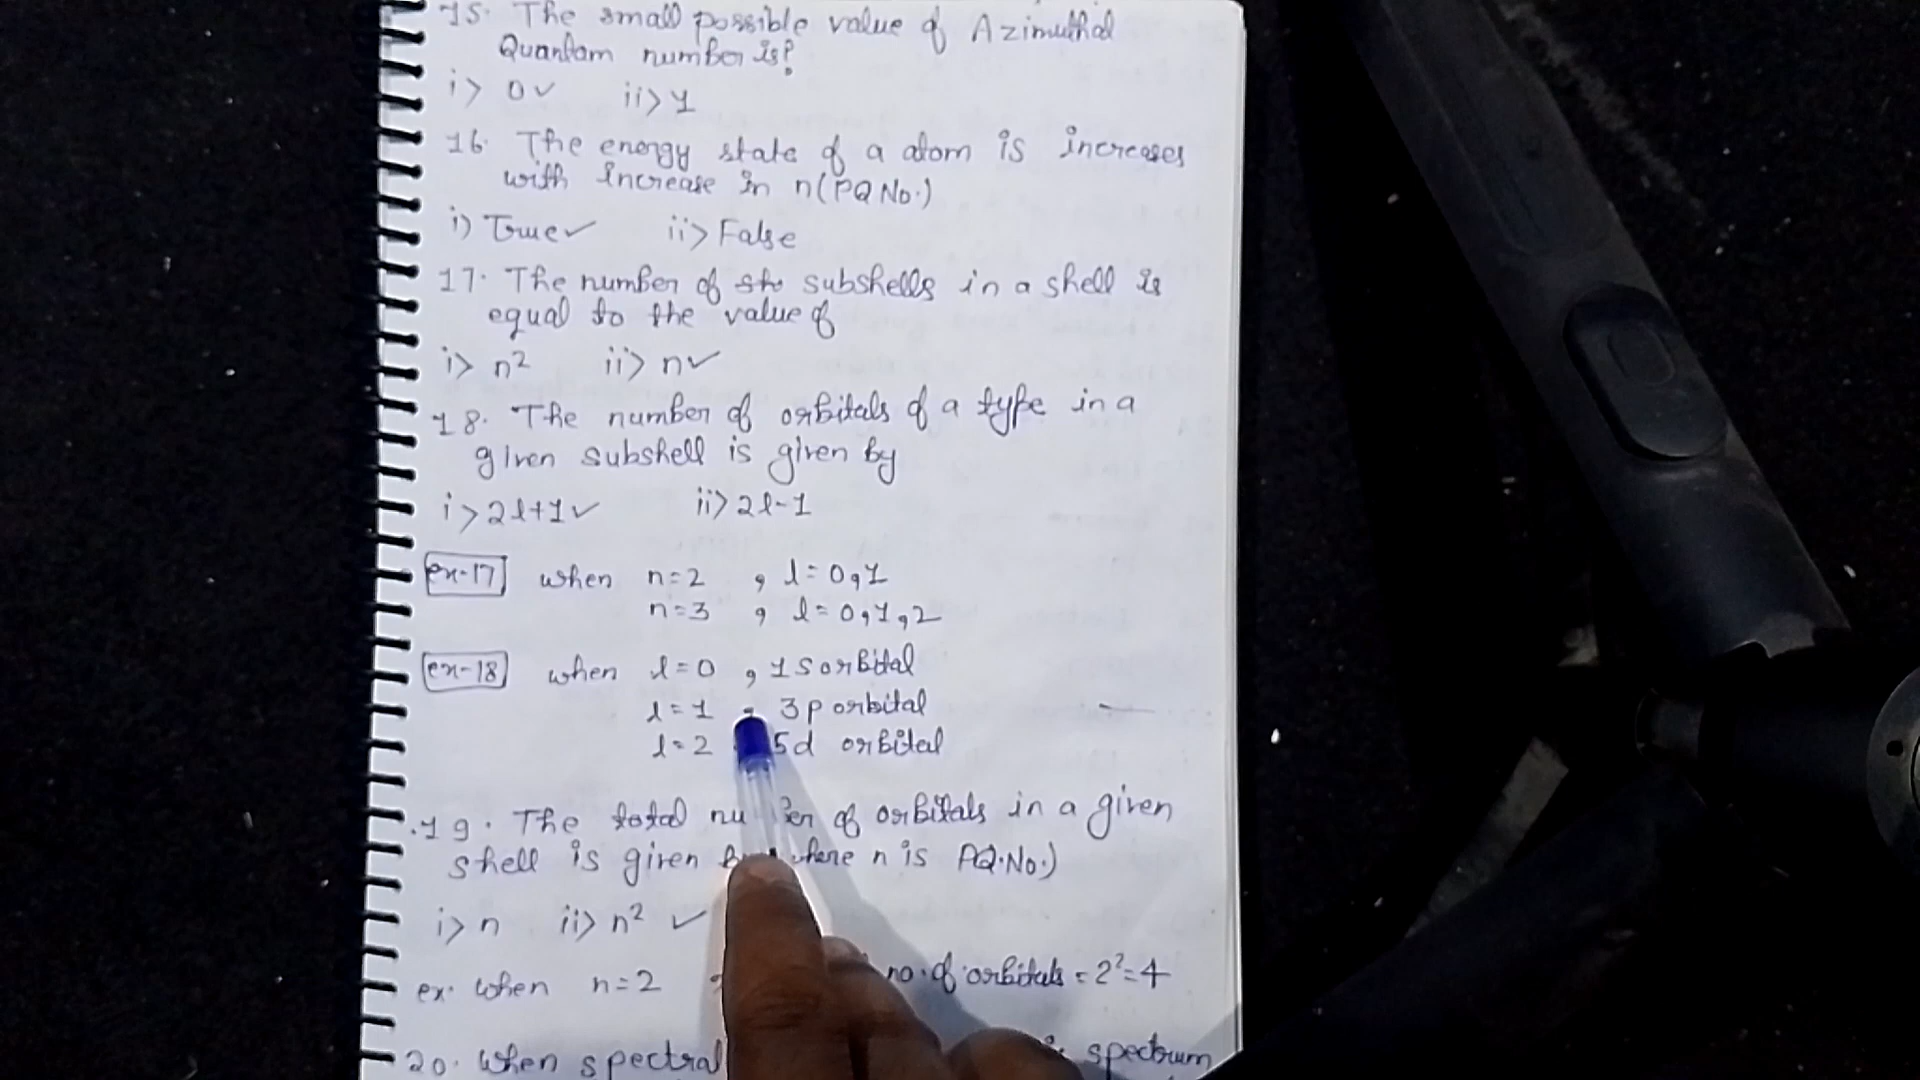 15. The small possible value of Azimuthal
Quantam number is?
i> 0✓ ii> 1
16. The energy state of a atom is increases
with increase in n(PQ No.)
i) True✓ ii> False
17. The number of subshells in a shell is
equal to the value of
i> n² ii> n✓
18. The number of orbitals of a type in a
given subshell is given by
i> 2l+1✓ ii> 2l-1
ex-17 when n=2 , l=0,1
n=3 , l=0,1,2
ex-18 when l=0 , 1 s orbital
l=1 , 3p orbital
l=2 5d orbital
19. The total of orbitals in a given
shell is given n is PQ.No.)
i> n ii> n² ✓
ex. when n=2 no. of orbitals = 2²=4
20. When spectral spectrum